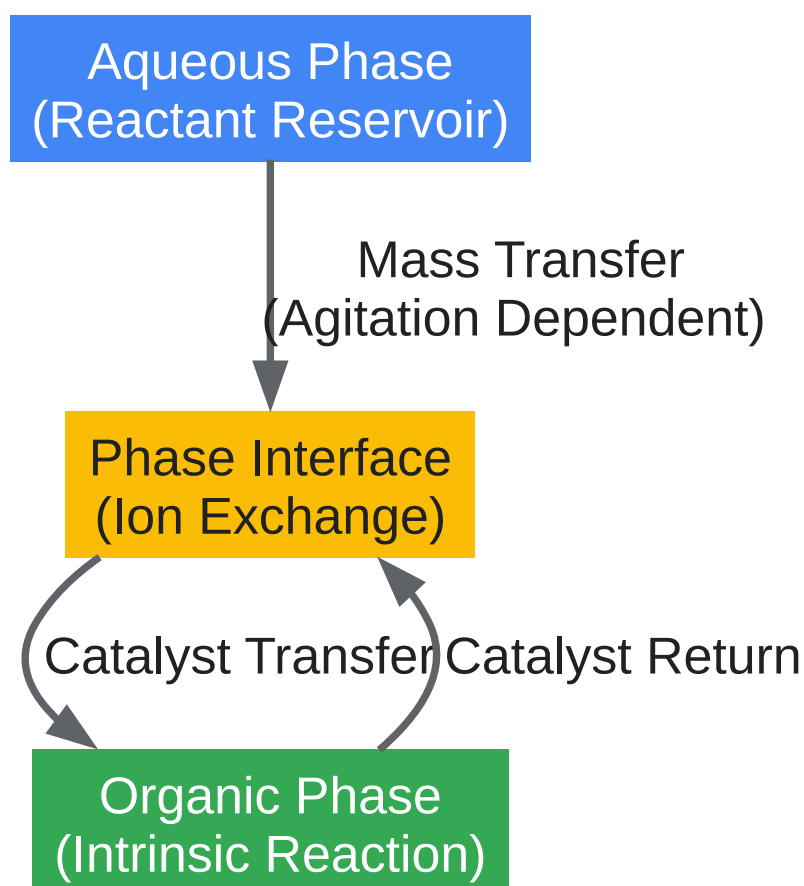 Aqueous Phase
(Reactant Reservoir)
Mass Transfer
(Agitation Dependent)
Phase Interface
(Ion Exchange)
Catalyst Transfer
Catalyst Return
Organic Phase
(Intrinsic Reaction)